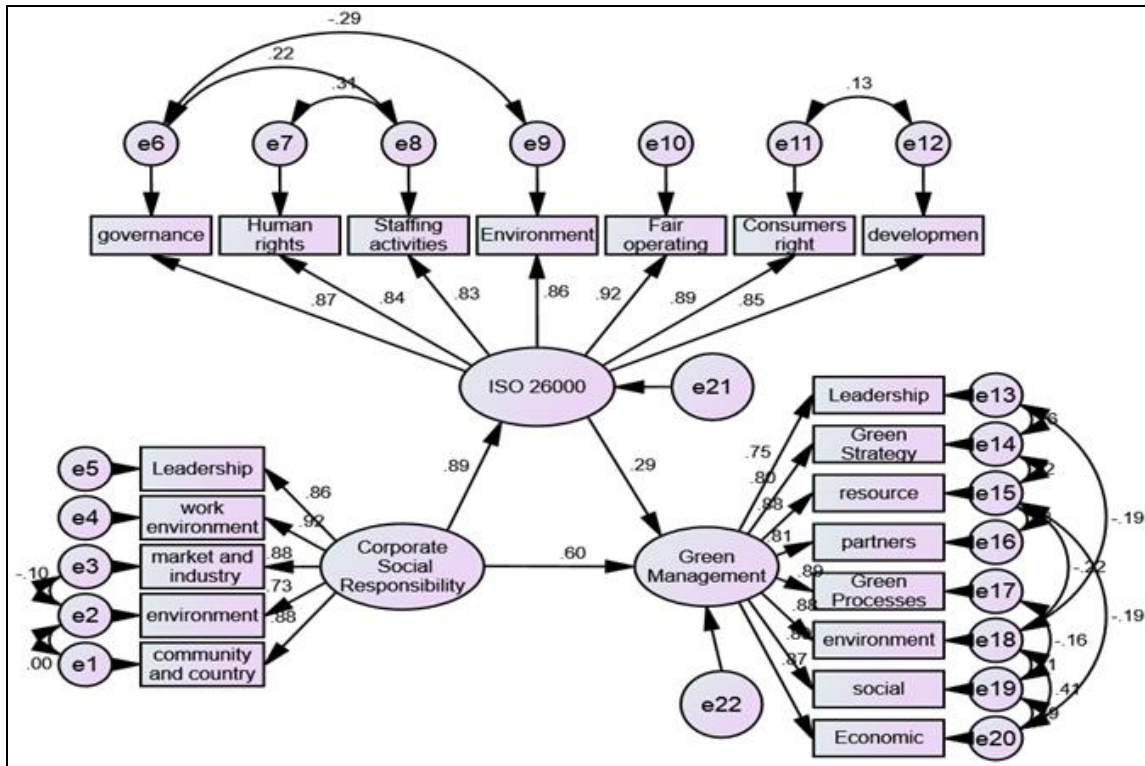 -.29
.22
.31
.13
e6
e7
e8
e9
e10
e11
e12
governance
Human
rights
Staffing
activities
Environment
Fair
operating
Consumers
right
developmen
.87
.84
.83
.86
.92
.89
.85
ISO 26000
e21
.89
.29
.60
e5
Leadership
e4
work
environment
e3
market and
industry
e2
environment
e1
community
and country
-.10
.00
.86
.92
.88
.73
.88
Corporate
Social
Responsibility
Green
Management
e22
.75
.80
.88
.81
.89
.88
.87
Leadership
e13
Green
Strategy
e14
resource
e15
partners
e16
Green
Processes
e17
environment
e18
social
e19
Economic
e20
-.19
-.22
-.19
-.16
.41